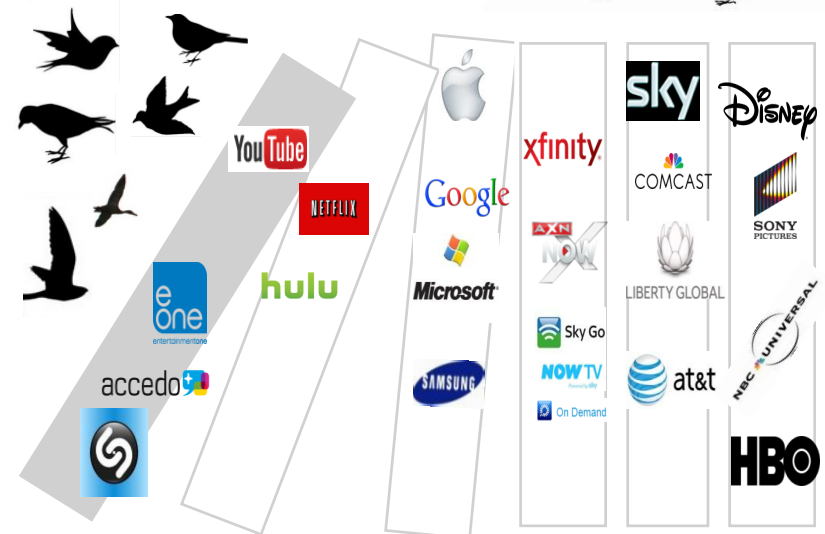 YouTube
NETFLIX
hulu
e
one
entertainmentone
accedo
Google
Microsoft
SAMSUNG
xfinity
AXN
NOW
Sky Go
NOW TV
Powered by sky
On Demand
sky
COMCAST
LIBERTY GLOBAL
at&t
DISNEY
SONY
PICTURES
NBC UNIVERSAL
HBO